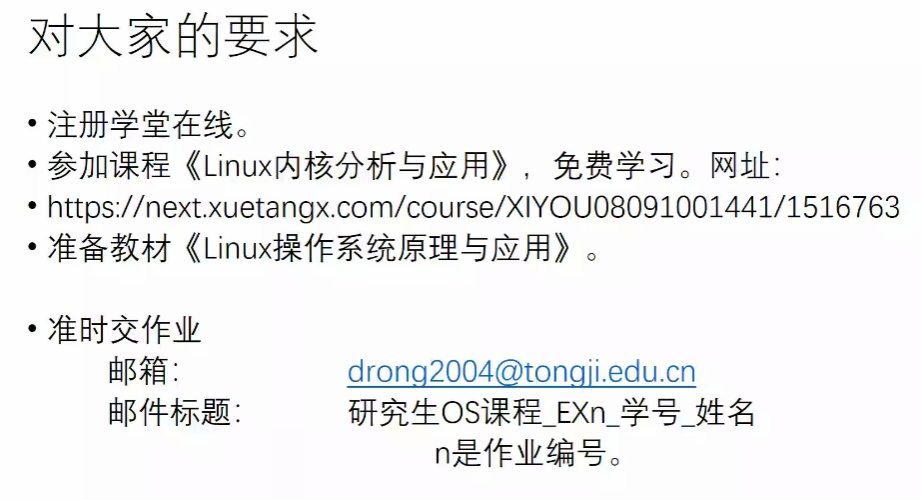 对大家的要求
• 注册学堂在线。
• 参加课程《Linux内核分析与应用》，免费学习。网址：
• https://next.xuetangx.com/course/XIYOU08091001441/1516763
• 准备教材《Linux操作系统原理与应用》。
• 准时交作业
邮箱： drong2004@tongji.edu.cn
邮件标题： 研究生OS课程_EXn_学号_姓名
n是作业编号。